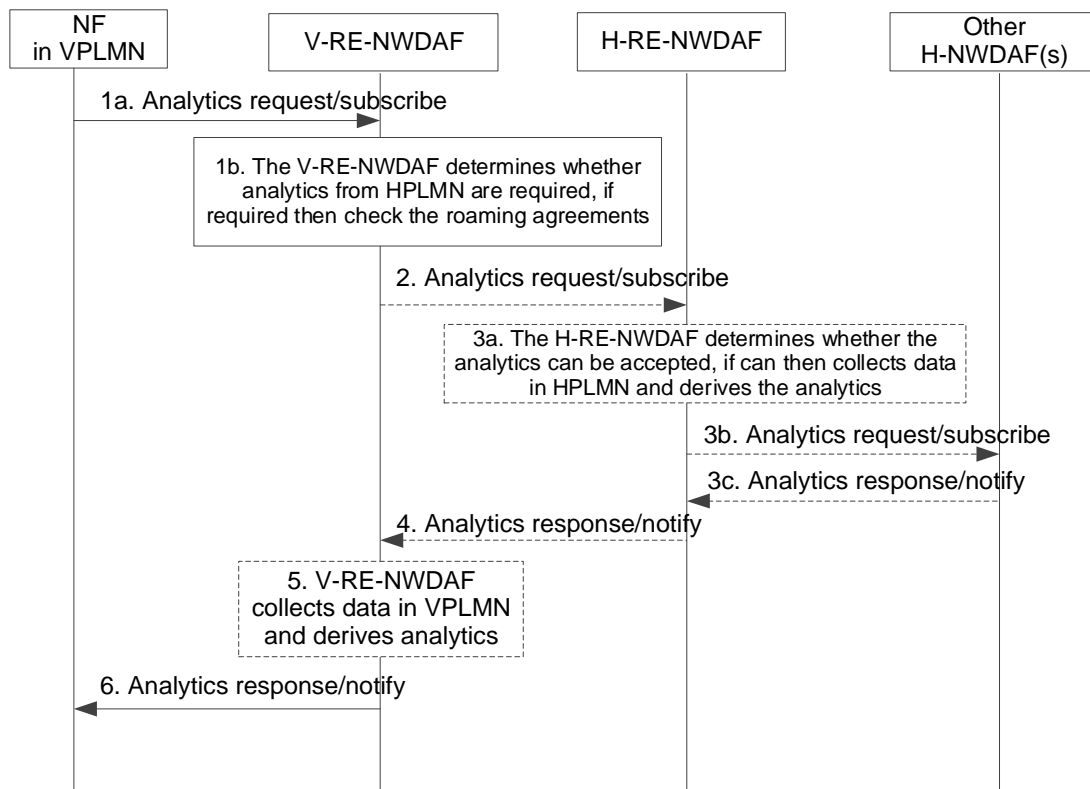 NF
in VPLMN
V-RE-NWDAF
H-RE-NWDAF
Other
H-NWDAF(s)
1a. Analytics request/subscribe
1b. The V-RE-NWDAF determines whether
analytics from HPLMN are required, if
required then check the roaming agreements
2. Analytics request/subscribe
3a. The H-RE-NWDAF determines whether the
analytics can be accepted, if can then collects data
in HPLMN and derives the analytics
3b. Analytics request/subscribe
3c. Analytics response/notify
4. Analytics response/notify
5. V-RE-NWDAF
collects data in VPLMN
and derives analytics
6. Analytics response/notify